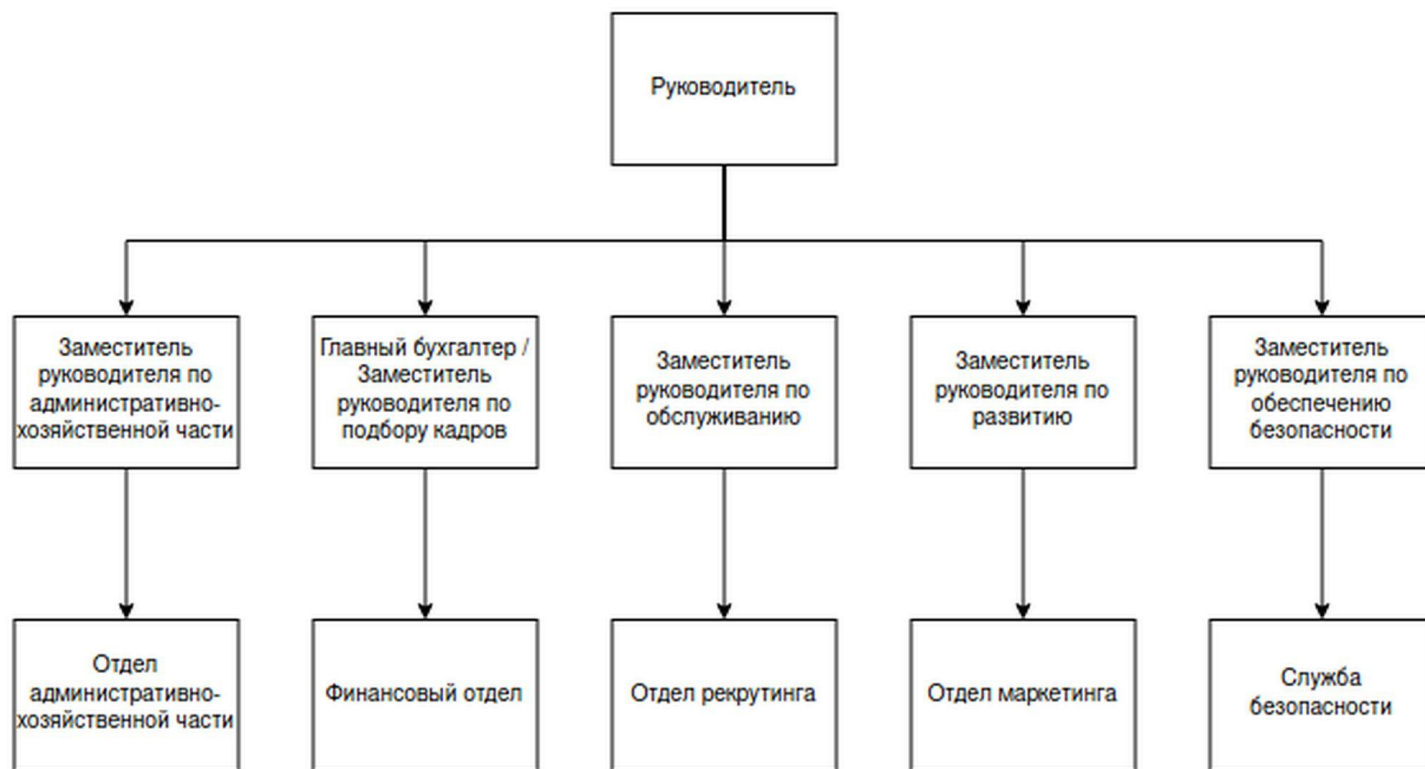 Руководитель
Заместитель
руководителя по
административно-
хозяйственной части
Главный бухгалтер /
Заместитель
руководителя по
подбору кадров
Заместитель
руководителя по
обслуживанию
Заместитель
руководителя по
развитию
Заместитель
руководителя по
обеспечению
безопасности
Отдел
административно-
хозяйственной части
Финансовый отдел
Отдел рекрутинга
Отдел маркетинга
Служба
безопасности